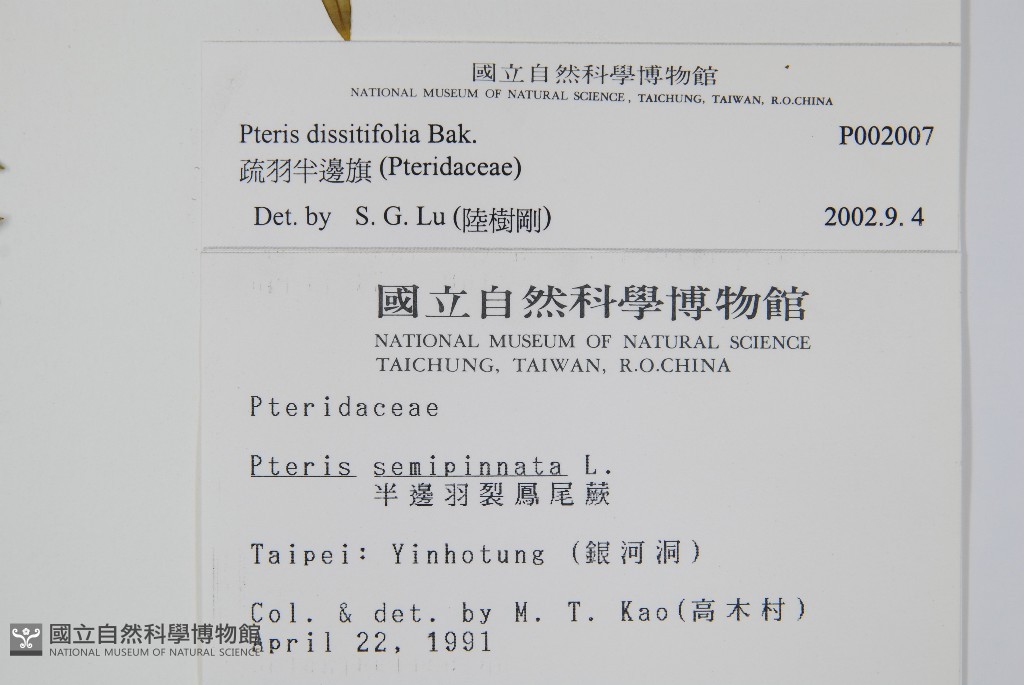 國立自然科學博物館
NATIONAL MUSEUM OF NATURAL SCIENCE, TAICHUNG, TAIWAN, R.O.CHINA
Pteris dissitifolia Bak. P002007
疏羽半邊旗 (Pteridaceae)
Det. by S. G. Lu (陸樹剛) 2002.9. 4
國立自然科學博物館
NATIONAL MUSEUM OF NATURAL SCIENCE
TAICHUNG, TAIWAN, R.O.CHINA
Pteridaceae
Pteris semipinnata L.
半邊羽裂鳳尾蕨
Taipei: Yinhotung (銀河洞)
Col. & det. by M. T. Kao(高木村)
April 22, 1991
國立自然科學博物館
NATIONAL MUSEUM OF NATURAL SCIENCE